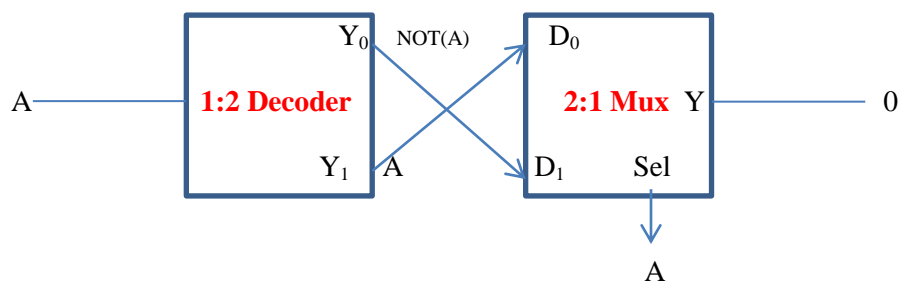 Y₀ NOT(A) D₀
A 1:2 Decoder 2:1 Mux Y 0
Y₁ A D₁ Sel
A